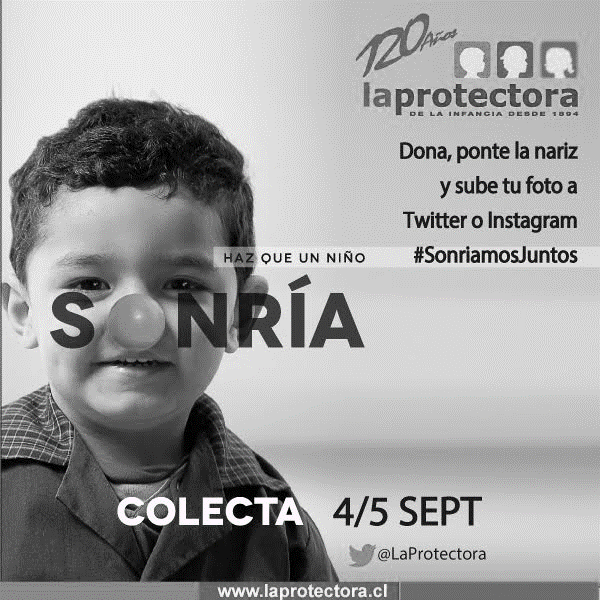 120 Años
laprotectora
DE LA INFANCIA DESDE 1894
Dona, ponte la nariz
y sube tu foto a
Twitter o Instagram
#SonriamosJuntos
HAZ QUE UN NIÑO
SONRÍA
COLECTA 4/5 SEPT
@LaProtectora
www.laprotectora.cl